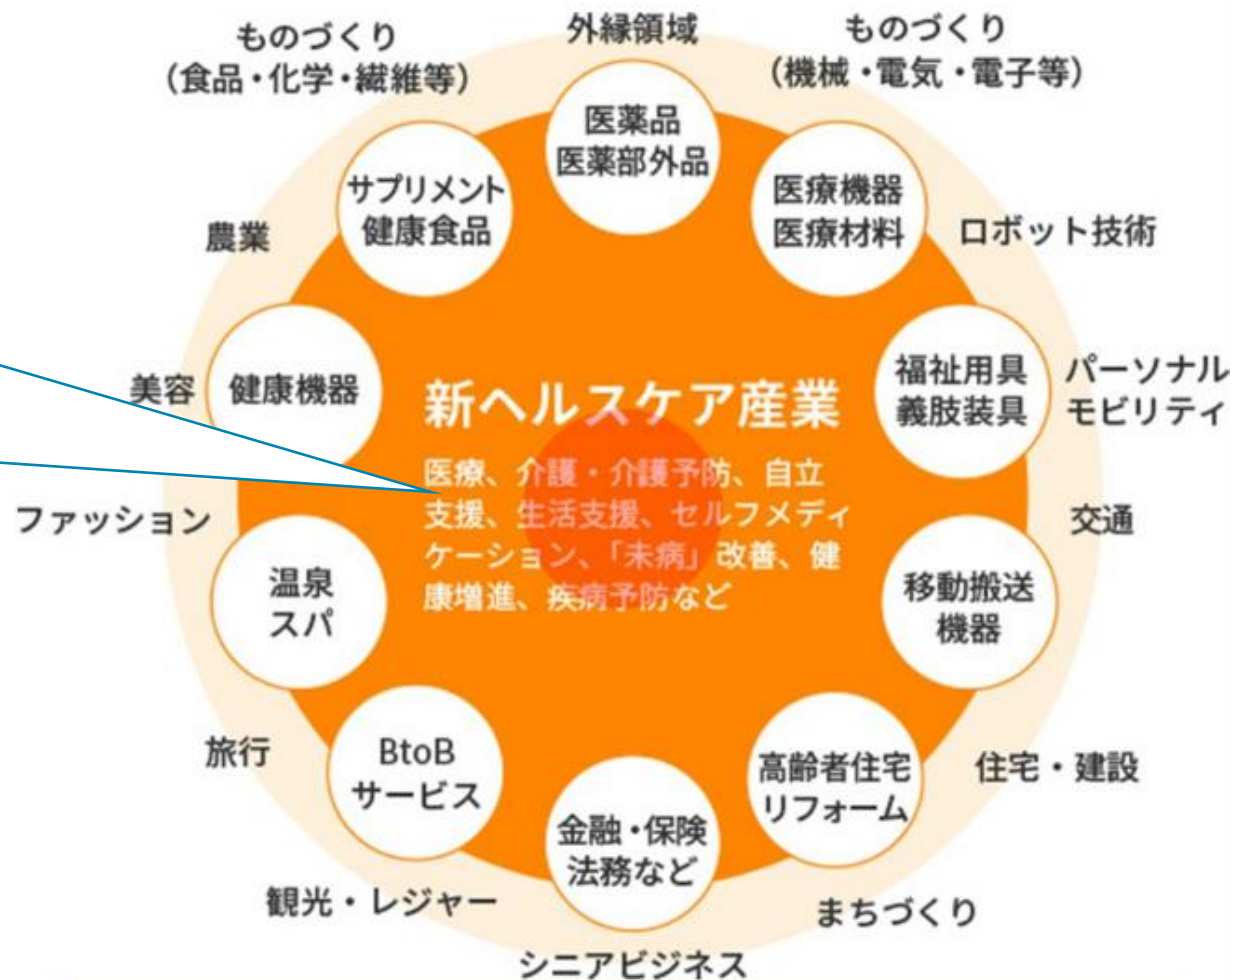 外縁領域
ものづくり
（食品・化学・繊維等）
ものづくり
（機械・電気・電子等）
医薬品
医薬部外品
サプリメント
健康食品
医療機器
医療材料
農業
ロボット技術
美容
健康機器
福祉用具
義肢装具
パーソナル
モビリティ
新ヘルスケア産業
医療、介護・介護予防、自立
支援、生活支援、セルフメディ
ケーション、「未病」改善、健
康増進、疾病予防など
ファッション
交通
温泉
スパ
移動搬送
機器
旅行
BtoB
サービス
高齢者住宅
リフォーム
住宅・建設
金融・保険
法務など
観光・レジャー
まちづくり
シニアビジネス